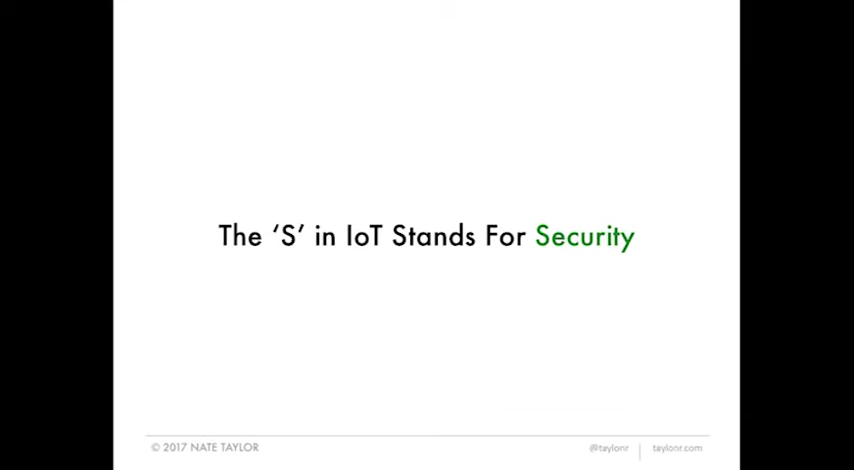 The ‘S’ in IoT Stands For Security
© 2017 NATE TAYLOR
@taylonr | taylonr.com